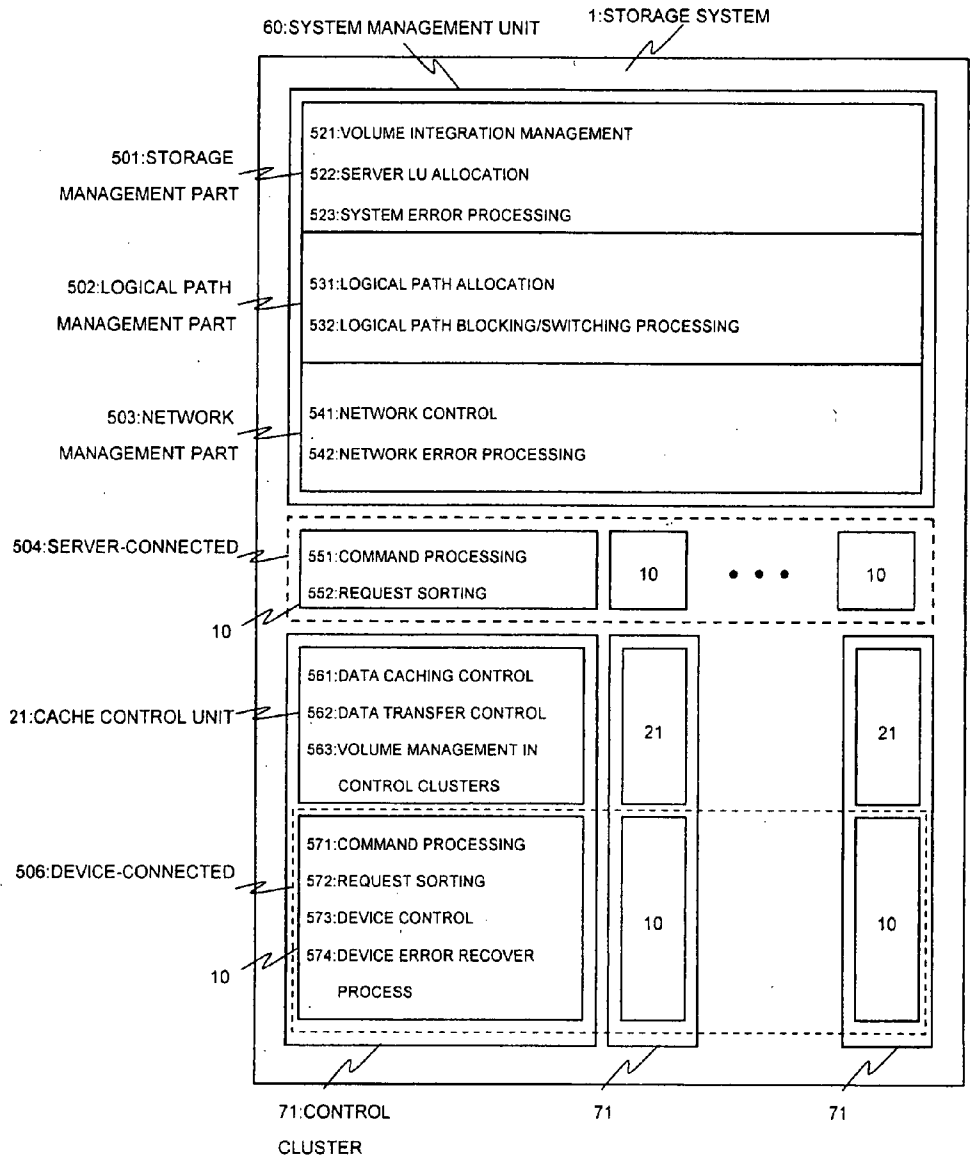 60:SYSTEM MANAGEMENT UNIT
1:STORAGE SYSTEM
501:STORAGE
MANAGEMENT PART
521:VOLUME INTEGRATION MANAGEMENT
522:SERVER LU ALLOCATION
523:SYSTEM ERROR PROCESSING
502:LOGICAL PATH
MANAGEMENT PART
531:LOGICAL PATH ALLOCATION
532:LOGICAL PATH BLOCKING/SWITCHING PROCESSING
503:NETWORK
MANAGEMENT PART
541:NETWORK CONTROL
542:NETWORK ERROR PROCESSING
504:SERVER-CONNECTED
10
551:COMMAND PROCESSING
552:REQUEST SORTING
10
10
21:CACHE CONTROL UNIT
561:DATA CACHING CONTROL
562:DATA TRANSFER CONTROL
563:VOLUME MANAGEMENT IN
CONTROL CLUSTERS
21
21
506:DEVICE-CONNECTED
10
571:COMMAND PROCESSING
572:REQUEST SORTING
573:DEVICE CONTROL
574:DEVICE ERROR RECOVER
PROCESS
10
10
71:CONTROL
CLUSTER
71
71